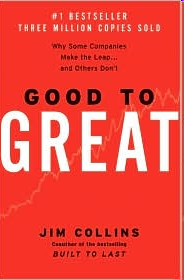 #1 BESTSELLER
THREE MILLION COPIES SOLD
Why Some Companies
Make the Leap...
and Others Don't
GOOD TO
GREAT
JIM COLLINS
Coauthor of the bestselling
BUILT TO LAST